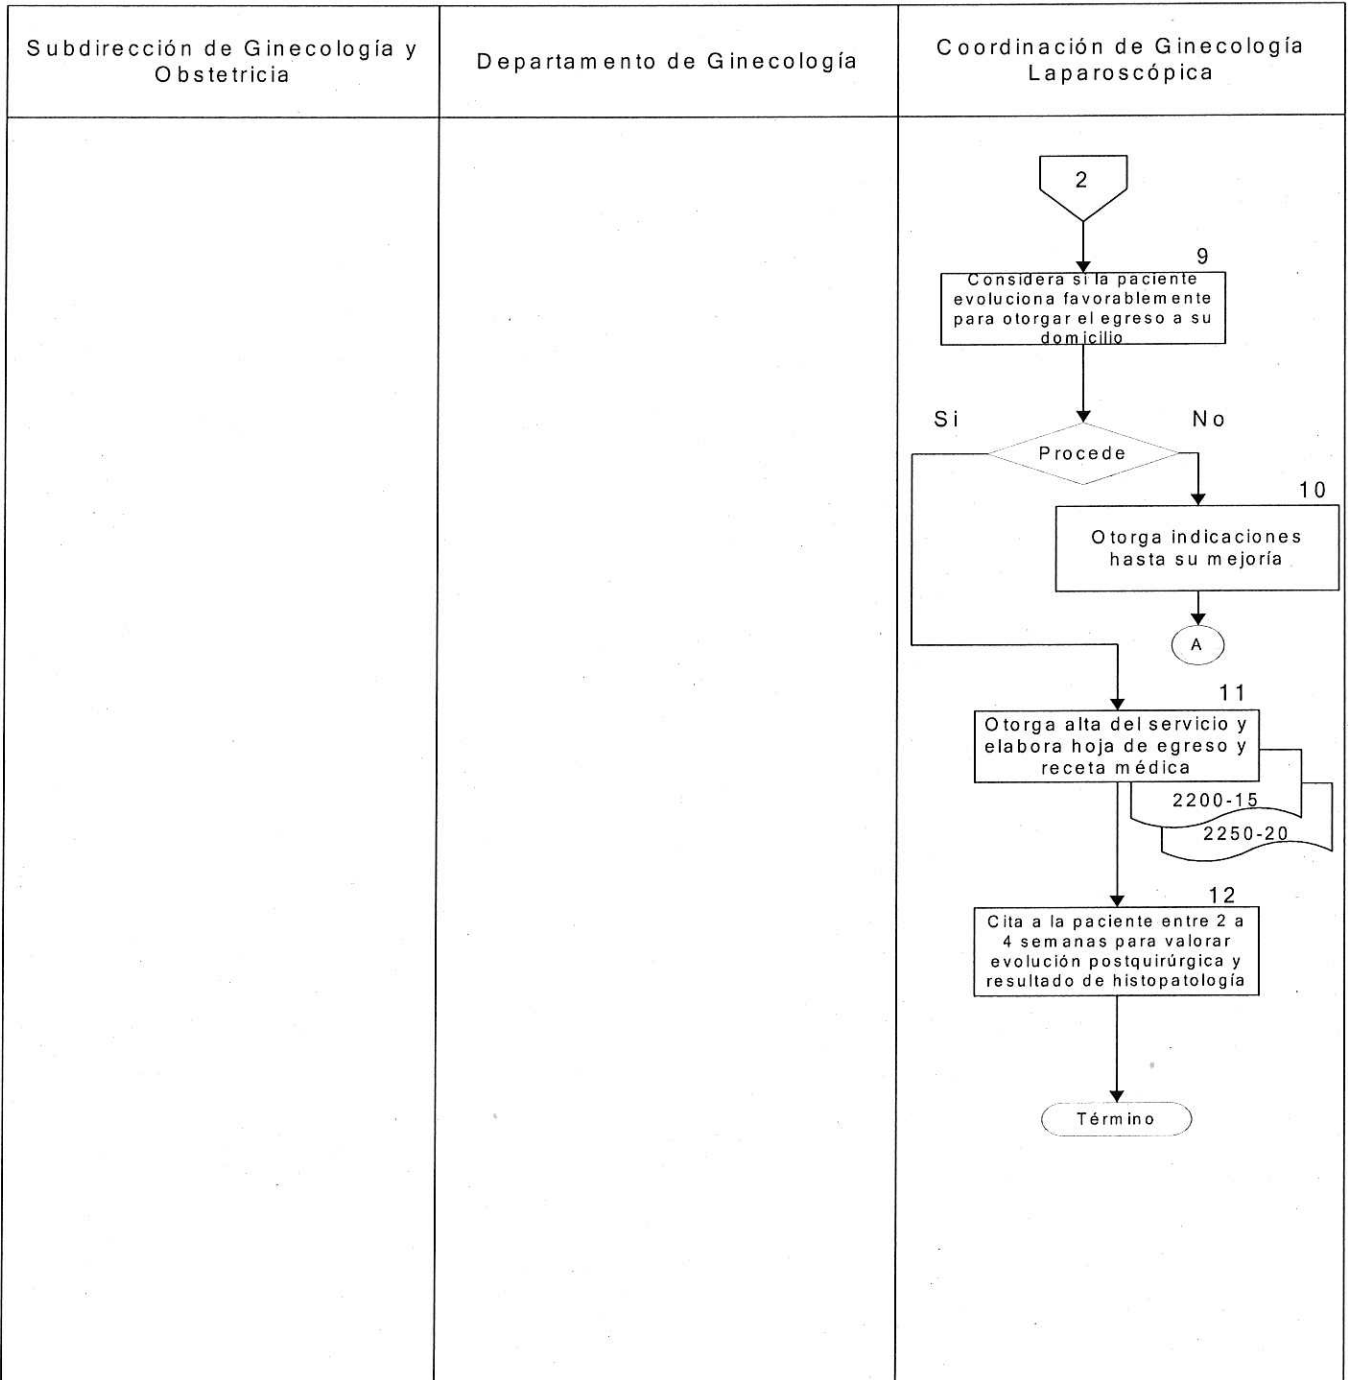 Subdirección de Ginecología y
Obstetricia
Departamento de Ginecología
Coordinación de Ginecología
Laparoscópica
2
9
Considera si la paciente
evoluciona favorablemente
para otorgar el egreso a su
domicilio
Si
No
Procede
10
Otorga indicaciones
hasta su mejoría
A
11
Otorga alta del servicio y
elabora hoja de egreso y
receta médica
2200-15
2250-20
12
Cita a la paciente entre 2 a
4 semanas para valorar
evolución postquirúrgica y
resultado de histopatología
Término